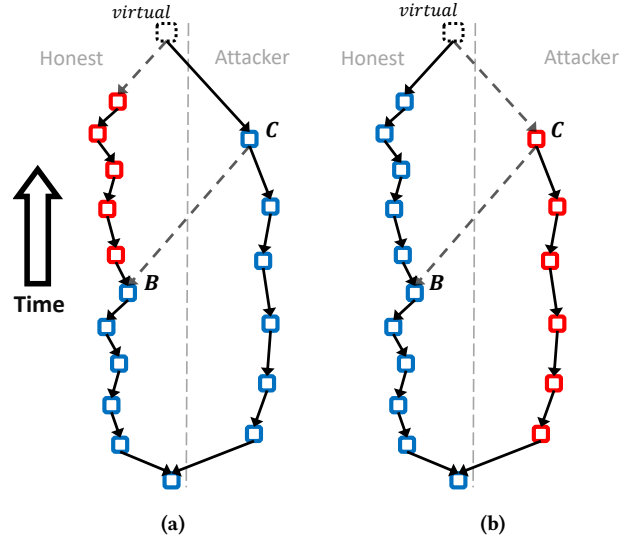 virtual
Honest
Attacker
C
B
Time
(a)
virtual
Honest
Attacker
C
B
(b)